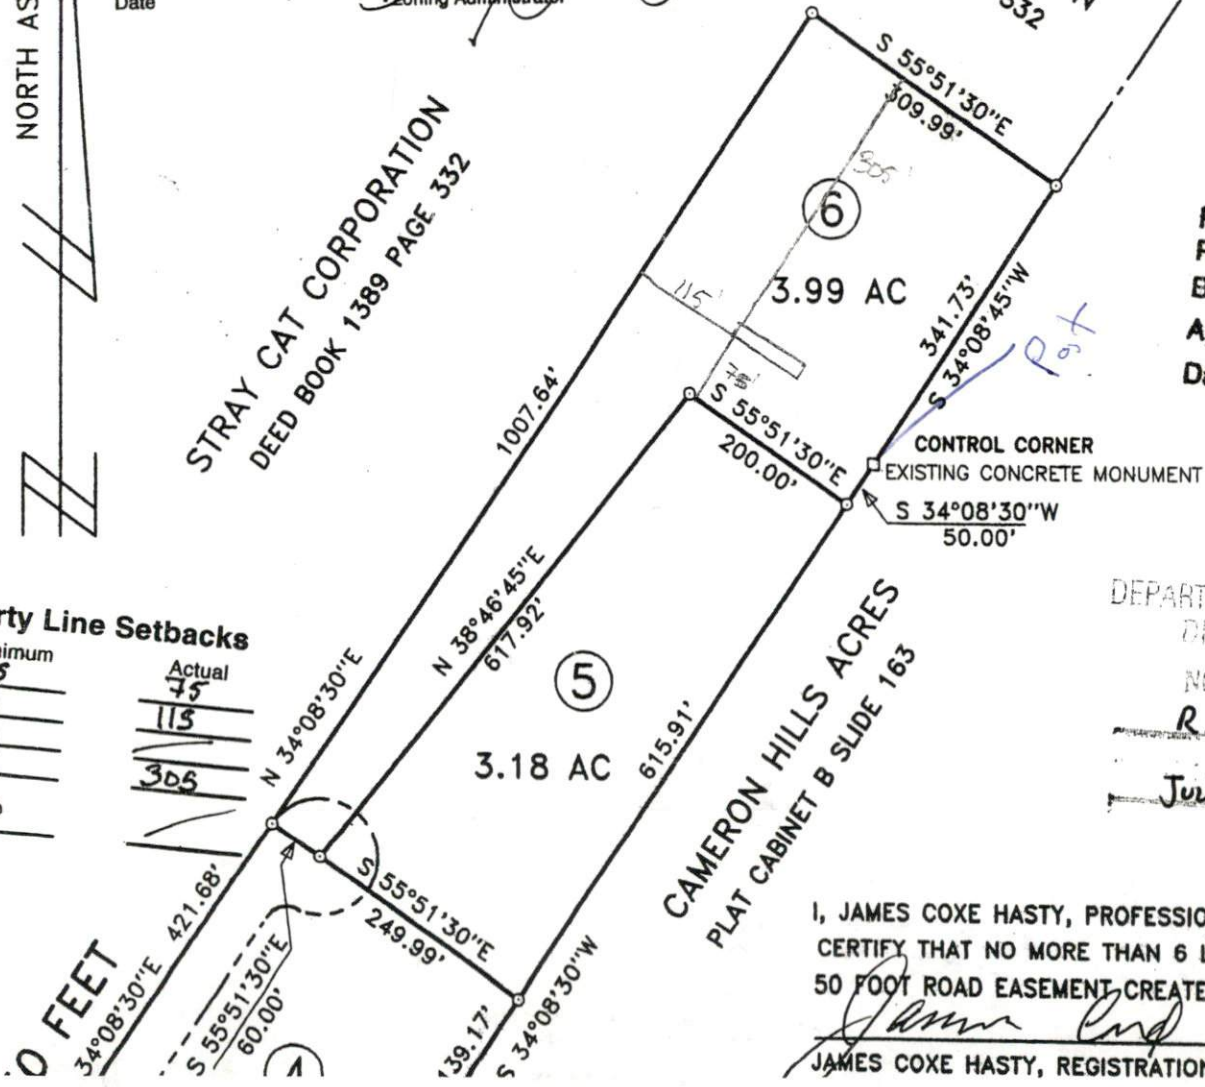 Date
Zoning Administrator
332
NORTH
S 55°51'30"E
309.99'
305'
6
3.99 AC
115'
STRAY CAT CORPORATION
DEED BOOK 1389 PAGE 332
341.73'
S 34°08'45"W
Post
1007.64'
S 55°51'30"E
200.00'
CONTROL CORNER
EXISTING CONCRETE MONUMENT
S 34°08'30"W
50.00'
N 38°46'45"E
617.92'
5
3.18 AC
615.91'
CAMERON HILLS ACRES
PLAT CABINET B SLIDE 163
rty Line Setbacks
Actual
75
115
305
N 34°08'30"E
S 55°51'30"E
249.99'
421.68'
34°08'30"E
S 55°51'30"E
60.00'
FEET
4
39.17'
S 34°08'30"W
DEPART
R
I, JAMES COXE HASTY, PROFESSIO
CERTIFY THAT NO MORE THAN 6 L
50 FOOT ROAD EASEMENT CREATE
JAMES COXE HASTY, REGISTRATION